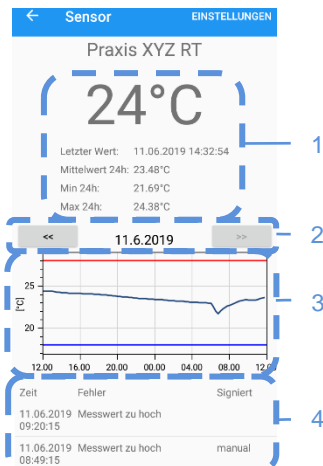 ← Sensor EINSTELLUNGEN
Praxis XYZ RT
24°C
1
Letzter Wert: 11.06.2019 14:32:54
Mittelwert 24h: 23.48°C
Min 24h: 21.69°C
Max 24h: 24.38°C
<< 11.6.2019 >>
2
[°C]
25
20
3
12.00 16.00 20.00 00.00 04.00 08.00 12.00
Zeit Fehler Signiert
11.06.2019 Messwert zu hoch
09:20:15
4
11.06.2019 Messwert zu hoch manual
08:49:15